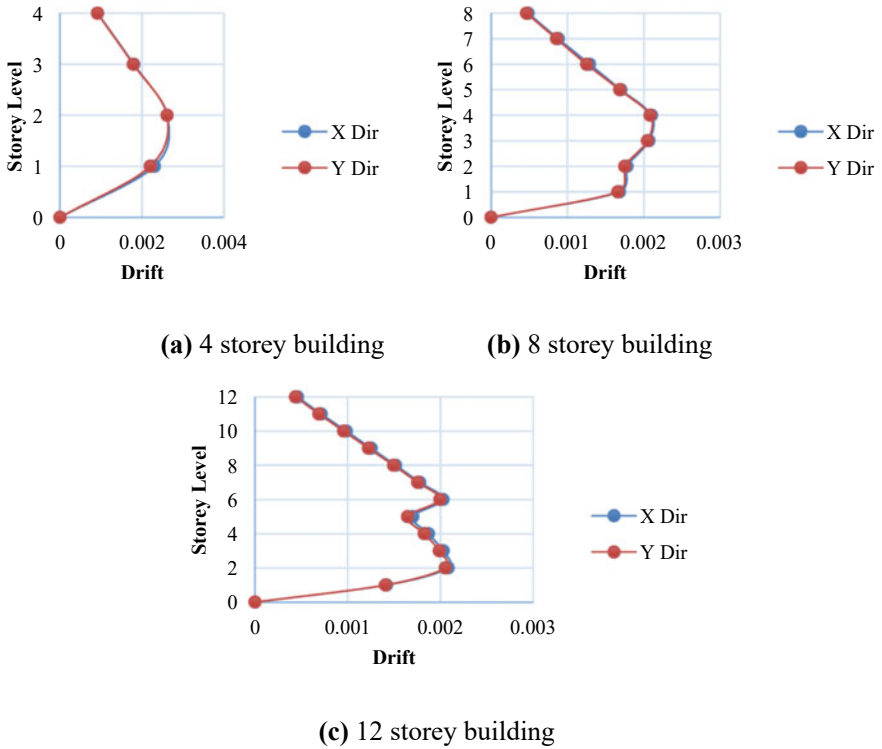 4
3
2
1
0
Storey Level
0 0.002 0.004
Drift
X Dir
Y Dir
(a) 4 storey building
8
7
6
5
4
3
2
1
0
Storey Level
0 0.001 0.002 0.003
Drift
X Dir
Y Dir
(b) 8 storey building
12
10
8
6
4
2
0
Storey Level
0 0.001 0.002 0.003
Drift
X Dir
Y Dir
(c) 12 storey building